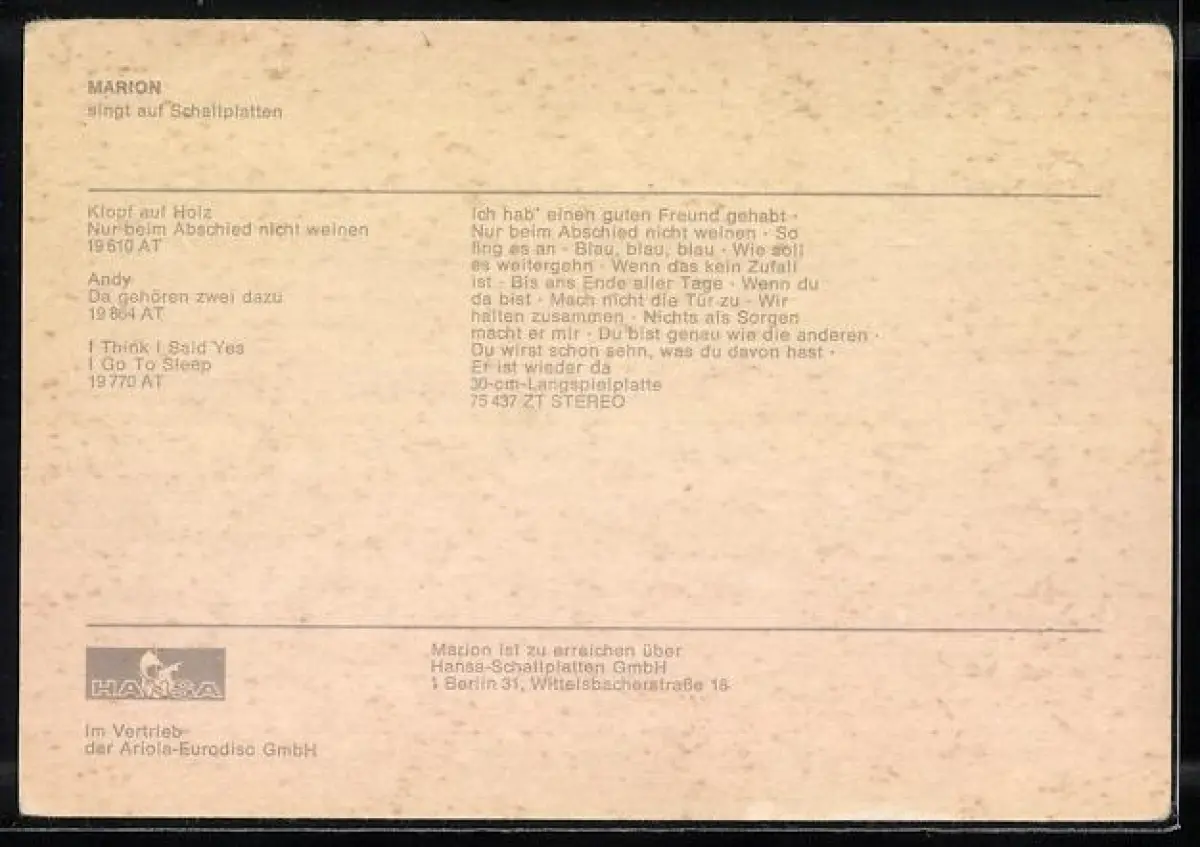 MARION
singt auf Schallplatten
Klopf auf Holz
Nur beim Abschied nicht weinen
19 610 AT
Andy
Da gehören zwei dazu
19 864 AT
I Think I Said Yes
I Go To Sleep
19 770 AT
Ich hab' einen guten Freund gehabt ·
Nur beim Abschied nicht weinen · So
fing es an · Blau, blau, blau · Wie soll
es weitergehn · Wenn das kein Zufall
ist · Bis ans Ende aller Tage · Wenn du
da bist · Mach nicht die Tür zu · Wir
halten zusammen · Nichts als Sorgen
macht er mir · Du bist genau wie die anderen ·
Du wirst schon sehn, was du davon hast ·
Er ist wieder da
30-cm-Langspielplatte
75 437 ZT STEREO
HANSA
Im Vertrieb
der Ariola-Eurodisc GmbH
Marion ist zu erreichen über
Hansa-Schallplatten GmbH
1 Berlin 31, Wittelsbacherstraße 18